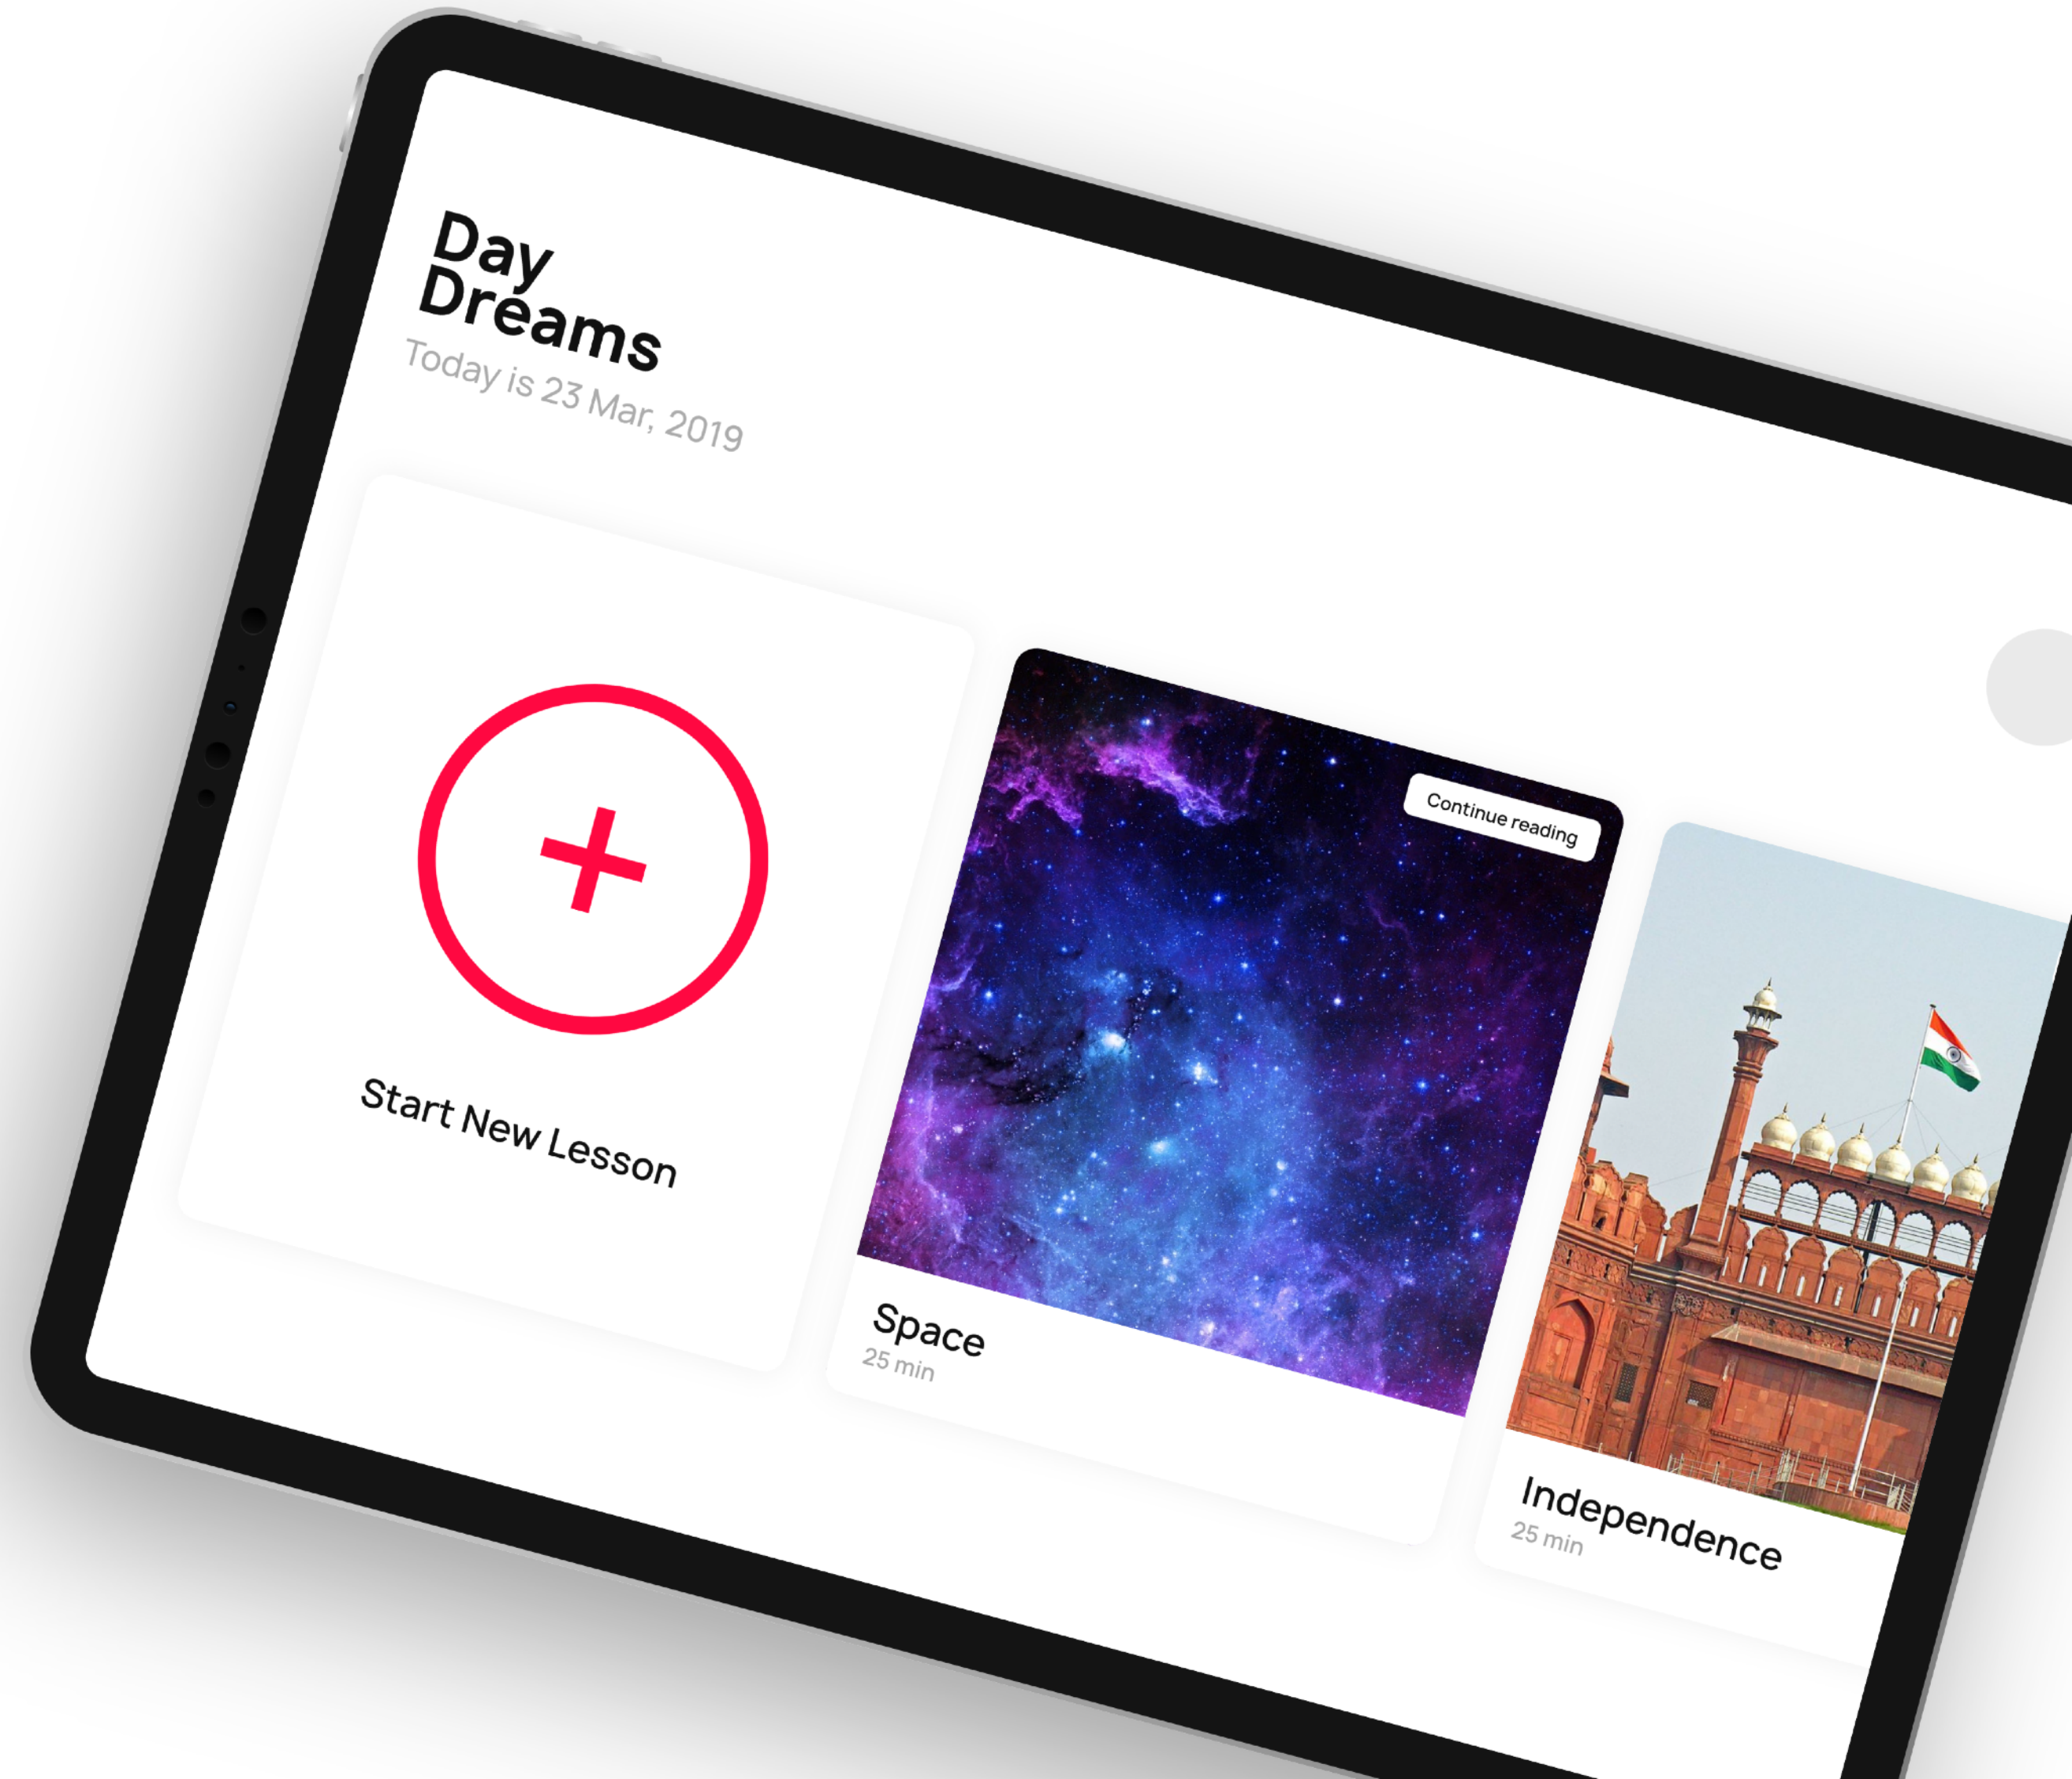 Day
Dreams
Today is 23 Mar, 2019
Start New Lesson
Continue reading
Space
25 min
Independence
25 min